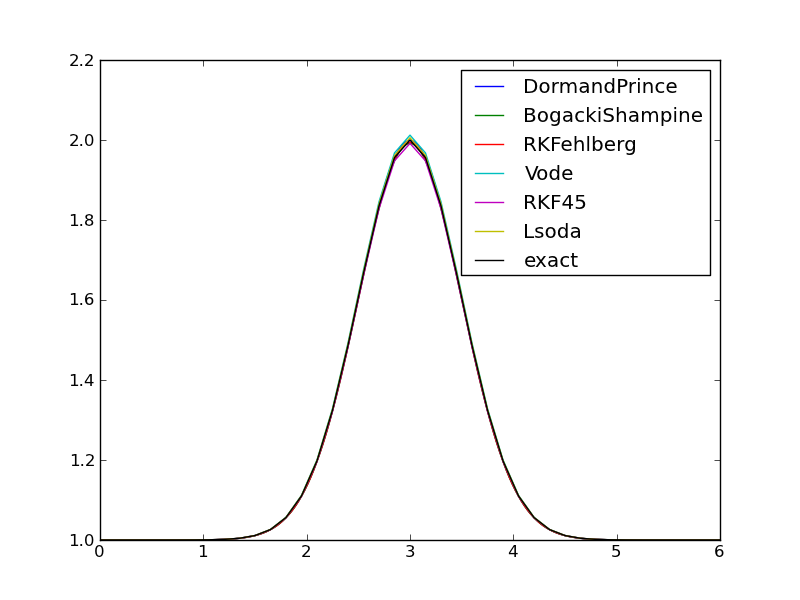 2.2
2.0
1.8
1.6
1.4
1.2
1.0
DormandPrince
BogackiShampine
RKFehlberg
Vode
RKF45
Lsoda
exact
0 1 2 3 4 5 6